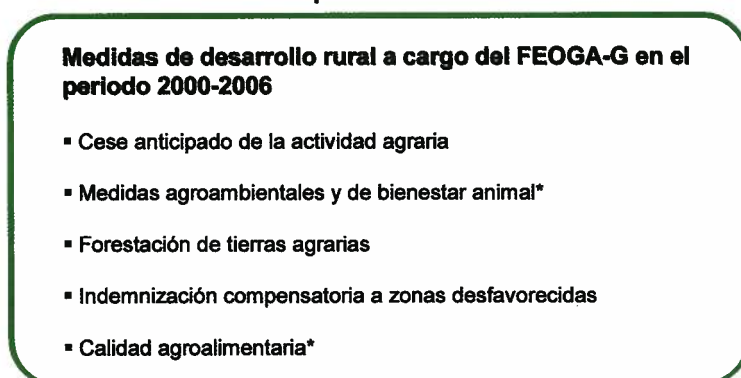 Medidas de desarrollo rural a cargo del FEOGA-G en el
periodo 2000-2006
▪ Cese anticipado de la actividad agraria
▪ Medidas agroambientales y de bienestar animal*
▪ Forestación de tierras agrarias
▪ Indemnización compensatoria a zonas desfavorecidas
▪ Calidad agroalimentaria*